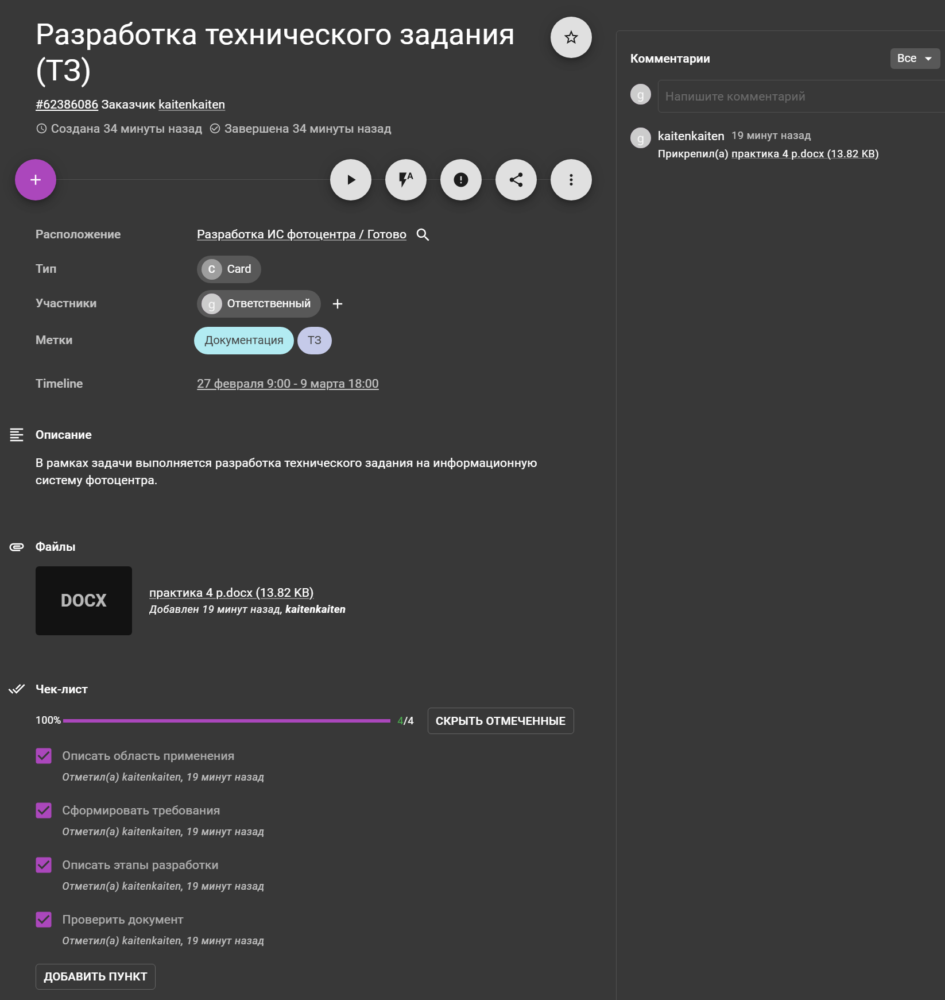 Разработка технического задания
(ТЗ)
#62386086 Заказчик kaitenkaiten
Создана 34 минуты назад Завершена 34 минуты назад
Расположение Разработка ИС фотоцентра / Готово
Тип C Card
Участники g Ответственный
Метки Документация ТЗ
Timeline 27 февраля 9:00 - 9 марта 18:00
Описание
В рамках задачи выполняется разработка технического задания на информационную
систему фотоцентра.
Файлы
DOCX
практика 4 р.docx (13.82 KB)
Добавлен 19 минут назад, kaitenkaiten
Чек-лист
100% 4/4 СКРЫТЬ ОТМЕЧЕННЫЕ
Описать область применения
Отметил(а) kaitenkaiten, 19 минут назад
Сформировать требования
Отметил(а) kaitenkaiten, 19 минут назад
Описать этапы разработки
Отметил(а) kaitenkaiten, 19 минут назад
Проверить документ
Отметил(а) kaitenkaiten, 19 минут назад
ДОБАВИТЬ ПУНКТ
Комментарии Все
g Напишите комментарий
g kaitenkaiten 19 минут назад
Прикрепил(а) практика 4 р.docx (13.82 KB)